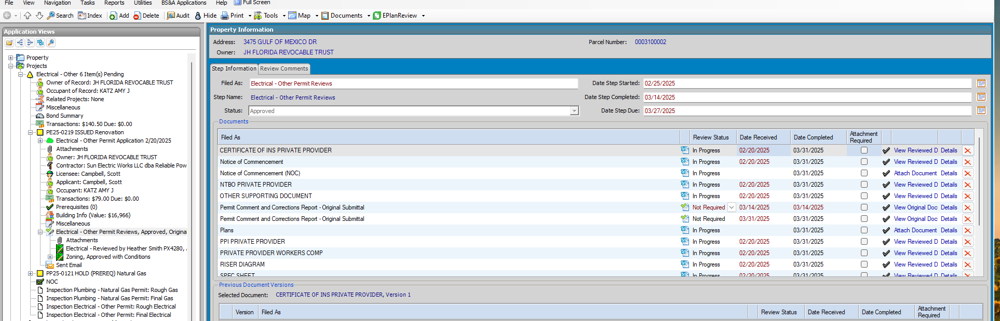 File View Navigation Tasks Reports Utilities BS&A Applications Help Full Screen
Search Index Add Delete Audit Hide Print Tools Map Documents EPlanReview
Application Views
Property
Projects
Electrical - Other 6 Item(s) Pending
Owner of Record: JH FLORIDA REVOCABLE TRUST
Occupant of Record: KATZ AMY J
Related Projects: None
Miscellaneous
Bond Summary
Transactions: $140.50 Due: $0.00
PE25-0219 ISSUED Renovation
Electrical - Other Permit Application 2/20/2025
Attachments
Owner: JH FLORIDA REVOCABLE TRUST
Contractor: Sun Electric Works LLC dba Reliable Pow
Licensee: Campbell, Scott
Applicant: Campbell, Scott
Occupant: KATZ AMY J
Transactions: $79.00 Due: $0.00
Prerequisites (0)
Building Info (Value: $16,966)
Miscellaneous
Electrical - Other Permit Reviews, Approved, Origina
Attachments
Electrical - Reviewed by Heather Smith PX4280, 
Zoning, Approved with Conditions
Sent Email
PP25-0121 HOLD (PREREQ) Natural Gas
NOC
Inspection Plumbing - Natural Gas Permit: Rough Gas
Inspection Plumbing - Natural Gas Permit: Final Gas
Inspection Electrical - Other Permit: Rough Electrical
Inspection Electrical - Other Permit: Final Electrical
Property Information
Address: 3475 GULF OF MEXICO DR Parcel Number: 0003100002
Owner: JH FLORIDA REVOCABLE TRUST
Step Information Review Comments
Filed As: Electrical - Other Permit Reviews Date Step Started: 02/25/2025
Step Name: Electrical - Other Permit Reviews Date Step Completed: 03/14/2025
Status: Approved Date Step Due: 03/27/2025
Documents
Filed As Review Status Date Received Date Completed Attachment Required
CERTIFICATE OF INS PRIVATE PROVIDER In Progress 02/20/2025 03/31/2025 View Reviewed D Details
Notice of Commencement In Progress 02/20/2025 03/31/2025 View Reviewed D Details
Notice of Commencement (NOC) In Progress 03/31/2025 Attach Document Details
NTBO PRIVATE PROVIDER In Progress 02/20/2025 03/31/2025 View Reviewed D Details
OTHER SUPPORTING DOCUMENT In Progress 02/20/2025 03/31/2025 View Reviewed D Details
Permit Comment and Corrections Report - Original Submittal Not Required 03/14/2025 03/14/2025 View Original Doc Details
Permit Comment and Corrections Report - Original Submittal Not Required 03/31/2025 03/31/2025 View Original Doc Details
Plans In Progress 03/31/2025 Attach Document Details
PPI PRIVATE PROVIDER In Progress 02/20/2025 03/31/2025 View Reviewed D Details
PRIVATE PROVIDER WORKERS COMP In Progress 02/20/2025 03/31/2025 View Reviewed D Details
RISER DIAGRAM In Progress 02/20/2025 03/31/2025 View Reviewed D Details
SPEC SHEET In Progress 02/20/2025 03/31/2025 View Reviewed D Details
Previous Document Versions
Selected Document: CERTIFICATE OF INS PRIVATE PROVIDER, Version 1
Version Filed As Review Status Date Received Date Completed Attachment Required